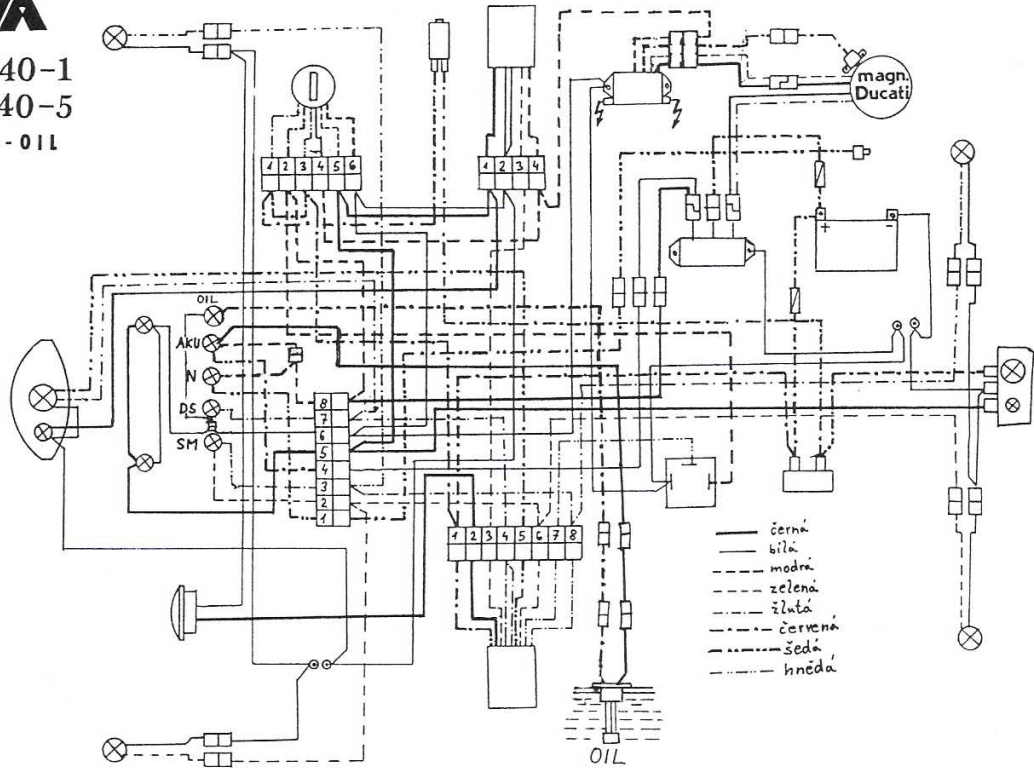 VA
40-1
40-5
- OIL
magn.
Ducati
1 2 3 4 5 6
1 2 3 4
+ -
OIL
AKU
N
DS
SM
8
7
6
5
4
3
2
1
1 2 3 4 5 6 7 8
černá
bílá
modrá
zelená
žlutá
červená
šedá
hnědá
OIL